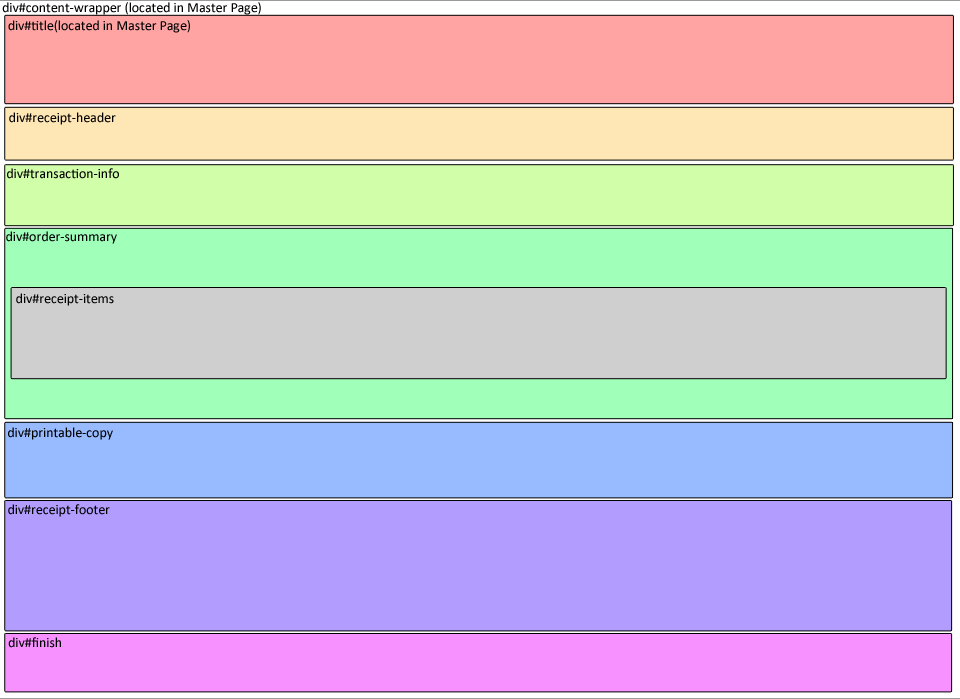 div#content-wrapper (located in Master Page)
div#title(located in Master Page)
div#receipt-header
div#transaction-info
div#order-summary
div#receipt-items
div#printable-copy
div#receipt-footer
div#finish